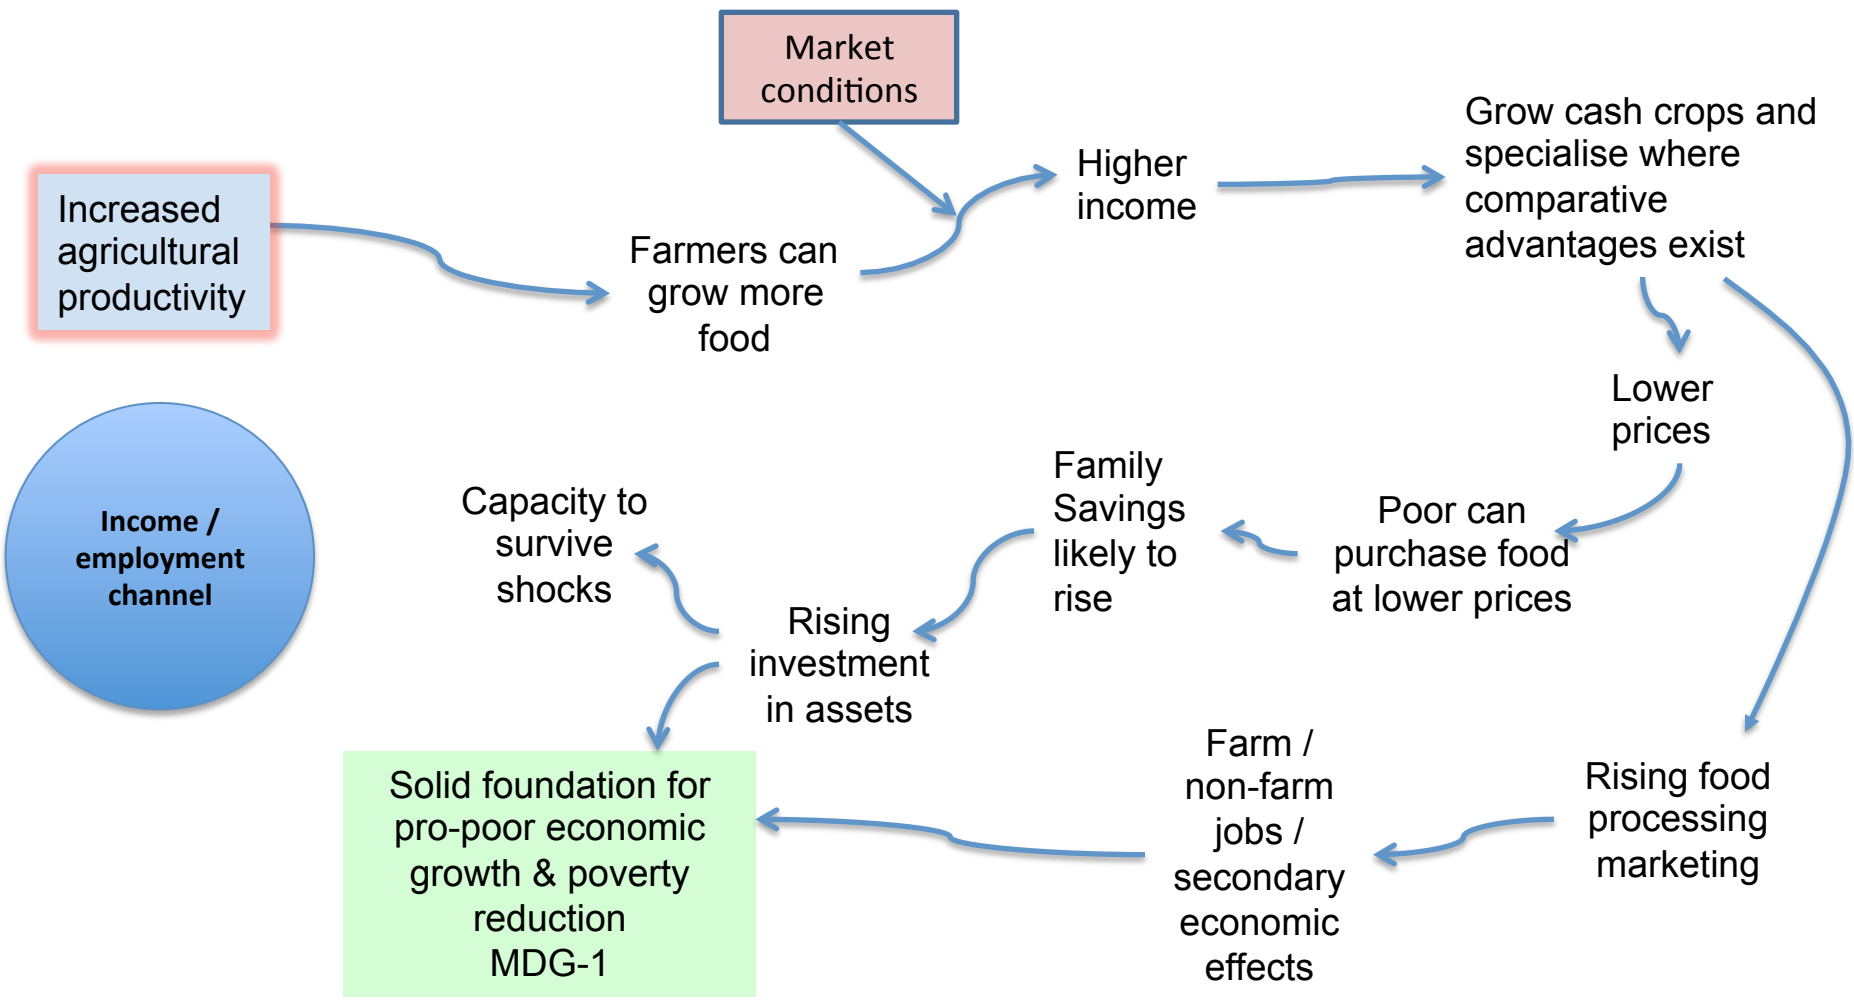 Market
conditions
Increased
agricultural
productivity
Farmers can
grow more
food
Higher
income
Grow cash crops and
specialise where
comparative
advantages exist
Lower
prices
Income /
employment
channel
Capacity to
survive
shocks
Rising
investment
in assets
Family
Savings
likely to
rise
Poor can
purchase food
at lower prices
Solid foundation for
pro-poor economic
growth & poverty
reduction
MDG-1
Farm /
non-farm
jobs /
secondary
economic
effects
Rising food
processing
marketing